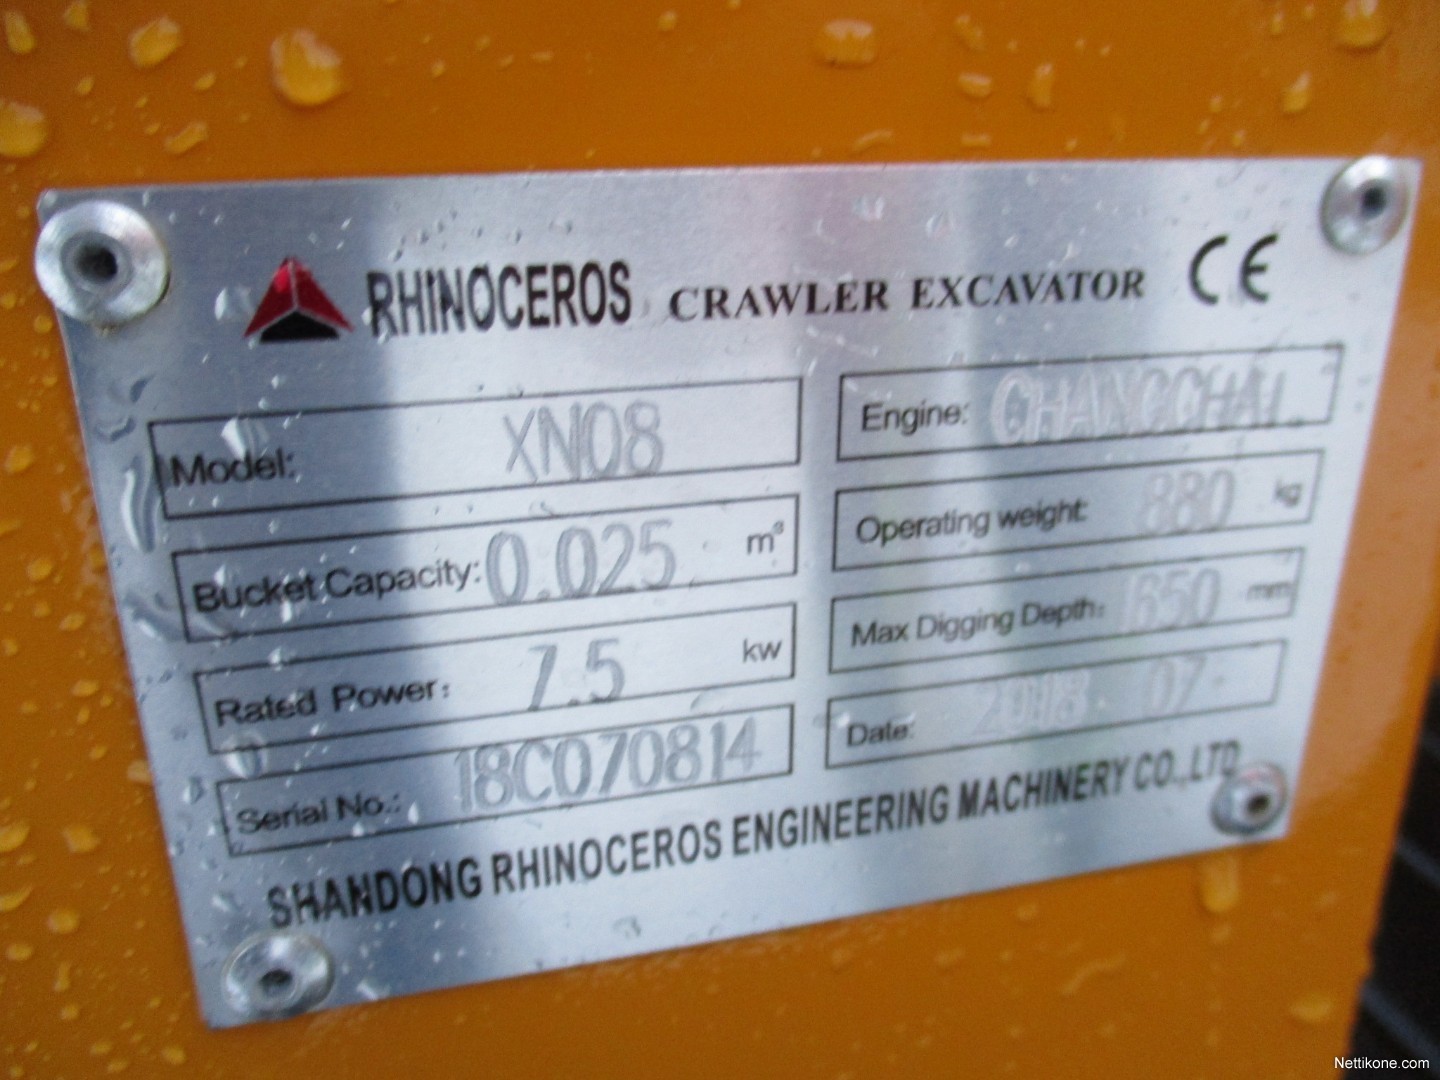 RHINOCEROS CRAWLER EXCAVATOR CE
Model: XN08
Engine: CHANGCHAI
Bucket Capacity: 0.025 m³
Operating weight: 880 kg
Rated Power: 7.5 kw
Max Digging Depth: 1650 mm
Serial No.: 18C070814
Date: 2018 07
SHANDONG RHINOCEROS ENGINEERING MACHINERY CO.,LTD
Nettikone.com